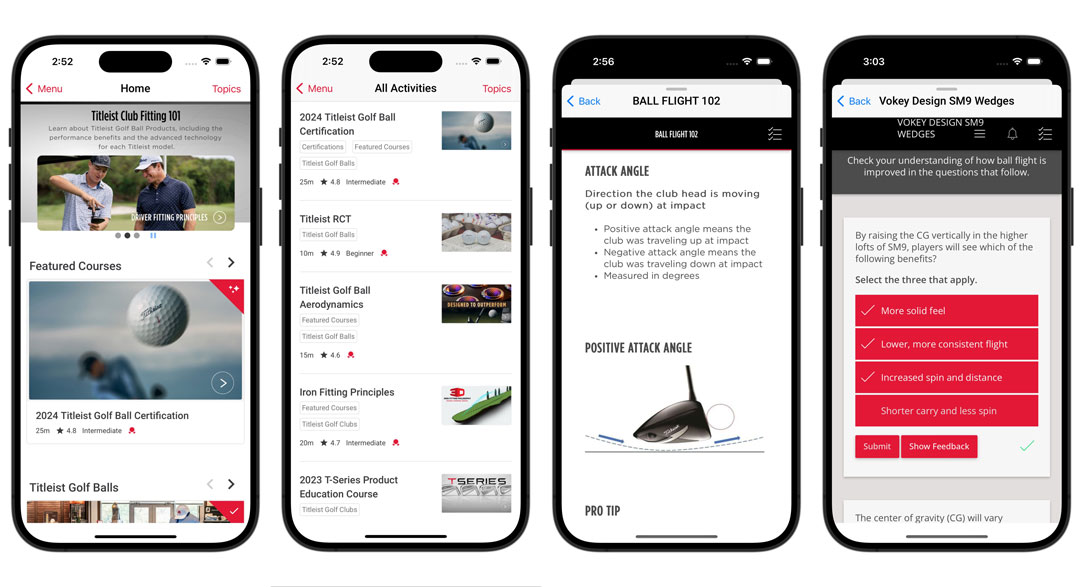 2:52
Menu
Home
Topics
Titleist Club Fitting 101
Learn about Titleist Golf Ball Products, including the
performance benefits and the advanced technology
for each Titleist model.
DRIVER FITTING PRINCIPLES
Featured Courses
Titleist
2024 Titleist Golf Ball Certification
25m ★ 4.8 Intermediate
Titleist Golf Balls
2:52
Menu
All Activities
Topics
2024 Titleist Golf Ball
Certification
Certifications
Featured Courses
Titleist Golf Balls
25m ★ 4.8 Intermediate
Titleist RCT
Titleist Golf Balls
10m ★ 4.9 Beginner
Titleist Golf Ball
Aerodynamics
Featured Courses
Titleist Golf Balls
DESIGNED TO OUTPERFORM
15m ★ 4.6
Iron Fitting Principles
Featured Courses
Titleist Golf Clubs
20m ★ 4.7 Intermediate
2023 T-Series Product
Education Course
Titleist Golf Clubs
T SERIES
2:56
Back
BALL FLIGHT 102
BALL FLIGHT 102
ATTACK ANGLE
Direction the club head is moving
(up or down) at impact
• Positive attack angle means the
club was traveling up at impact
• Negative attack angle means the
club was traveling down at impact
• Measured in degrees
POSITIVE ATTACK ANGLE
Titleist
PRO TIP
3:03
Back
Vokey Design SM9 Wedges
VOKEY DESIGN SM9
WEDGES
Check your understanding of how ball flight is
improved in the questions that follow.
By raising the CG vertically in the higher
lofts of SM9, players will see which of the
following benefits?
Select the three that apply.
More solid feel
Lower, more consistent flight
Increased spin and distance
Shorter carry and less spin
Submit
Show Feedback
The center of gravity (CG) will vary